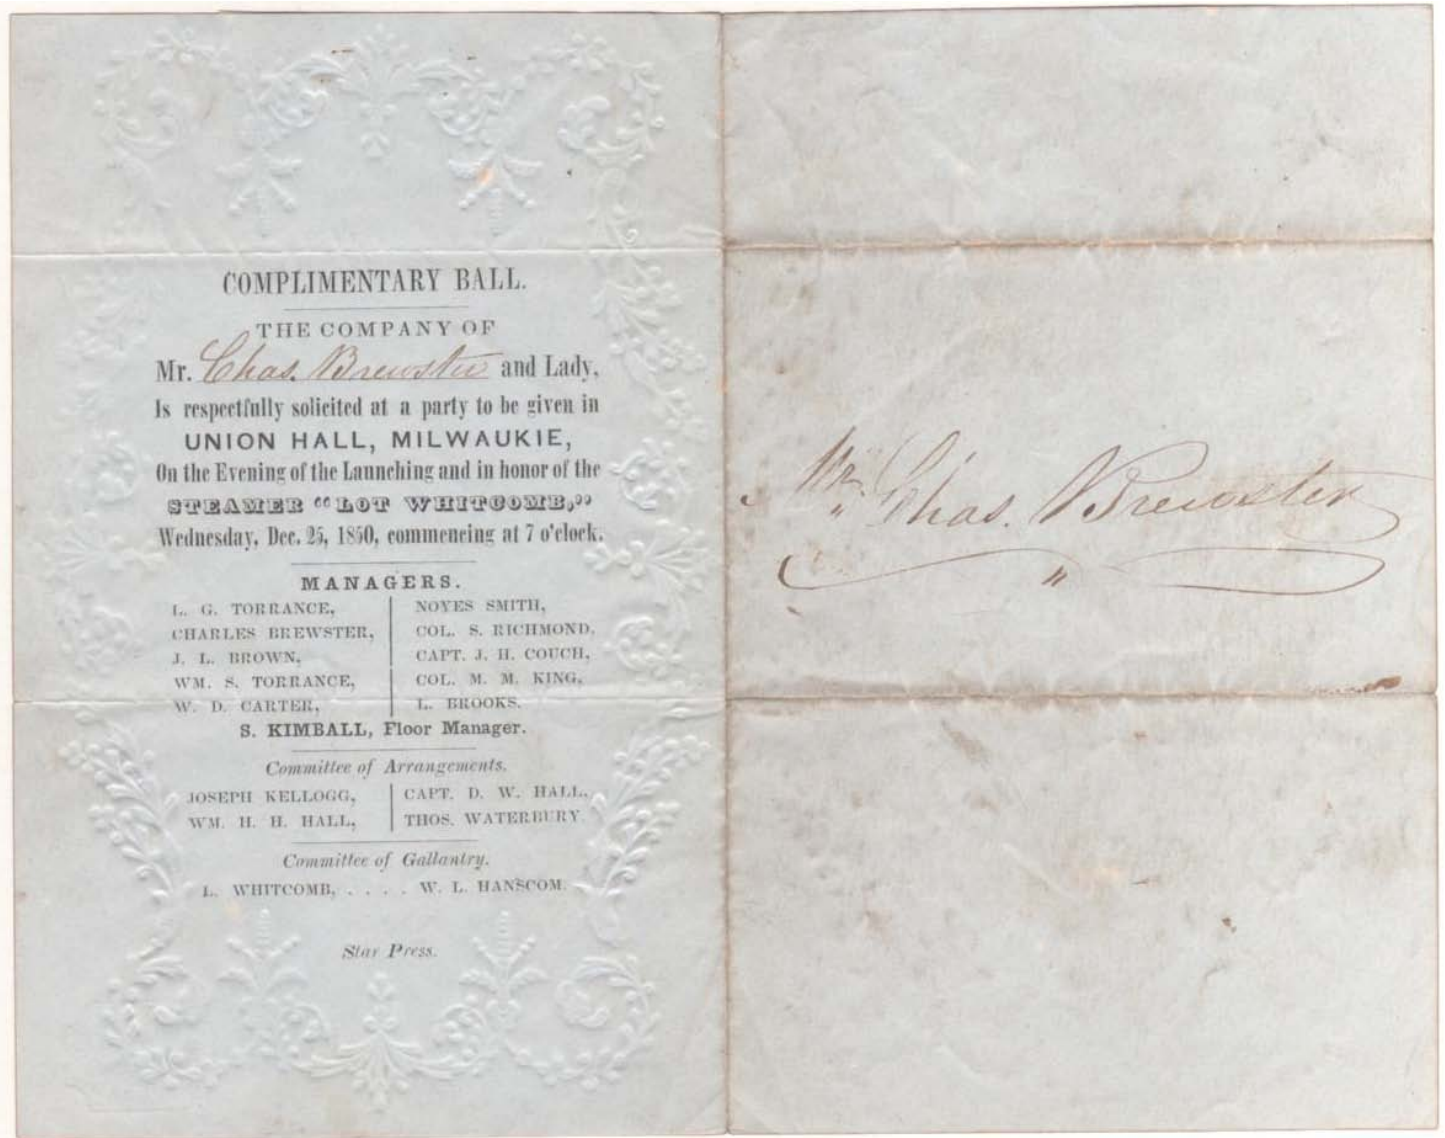 COMPLIMENTARY BALL.
THE COMPANY OF
Mr. Chas. Brewster and Lady,
Is respectfully solicited at a party to be given in
UNION HALL, MILWAUKIE,
On the Evening of the Launching and in honor of the
STEAMER "LOT WHITCOMB,"
Wednesday, Dec. 25, 1850, commencing at 7 o'clock.
MANAGERS.
L. G. TORRANCE,
CHARLES BREWSTER,
J. L. BROWN,
WM. S. TORRANCE,
W. D. CARTER,
NOYES SMITH,
COL. S. RICHMOND,
CAPT. J. H. COUCH,
COL. M. M. KING,
L. BROOKS.
S. KIMBALL, Floor Manager.
Committee of Arrangements.
JOSEPH KELLOGG,
WM. H. H. HALL,
CAPT. D. W. HALL,
THOS. WATERBURY.
Committee of Gallantry.
L. WHITCOMB, . . . . W. L. HANSCOM.
Star Press.
Mr. Chas. Brewster